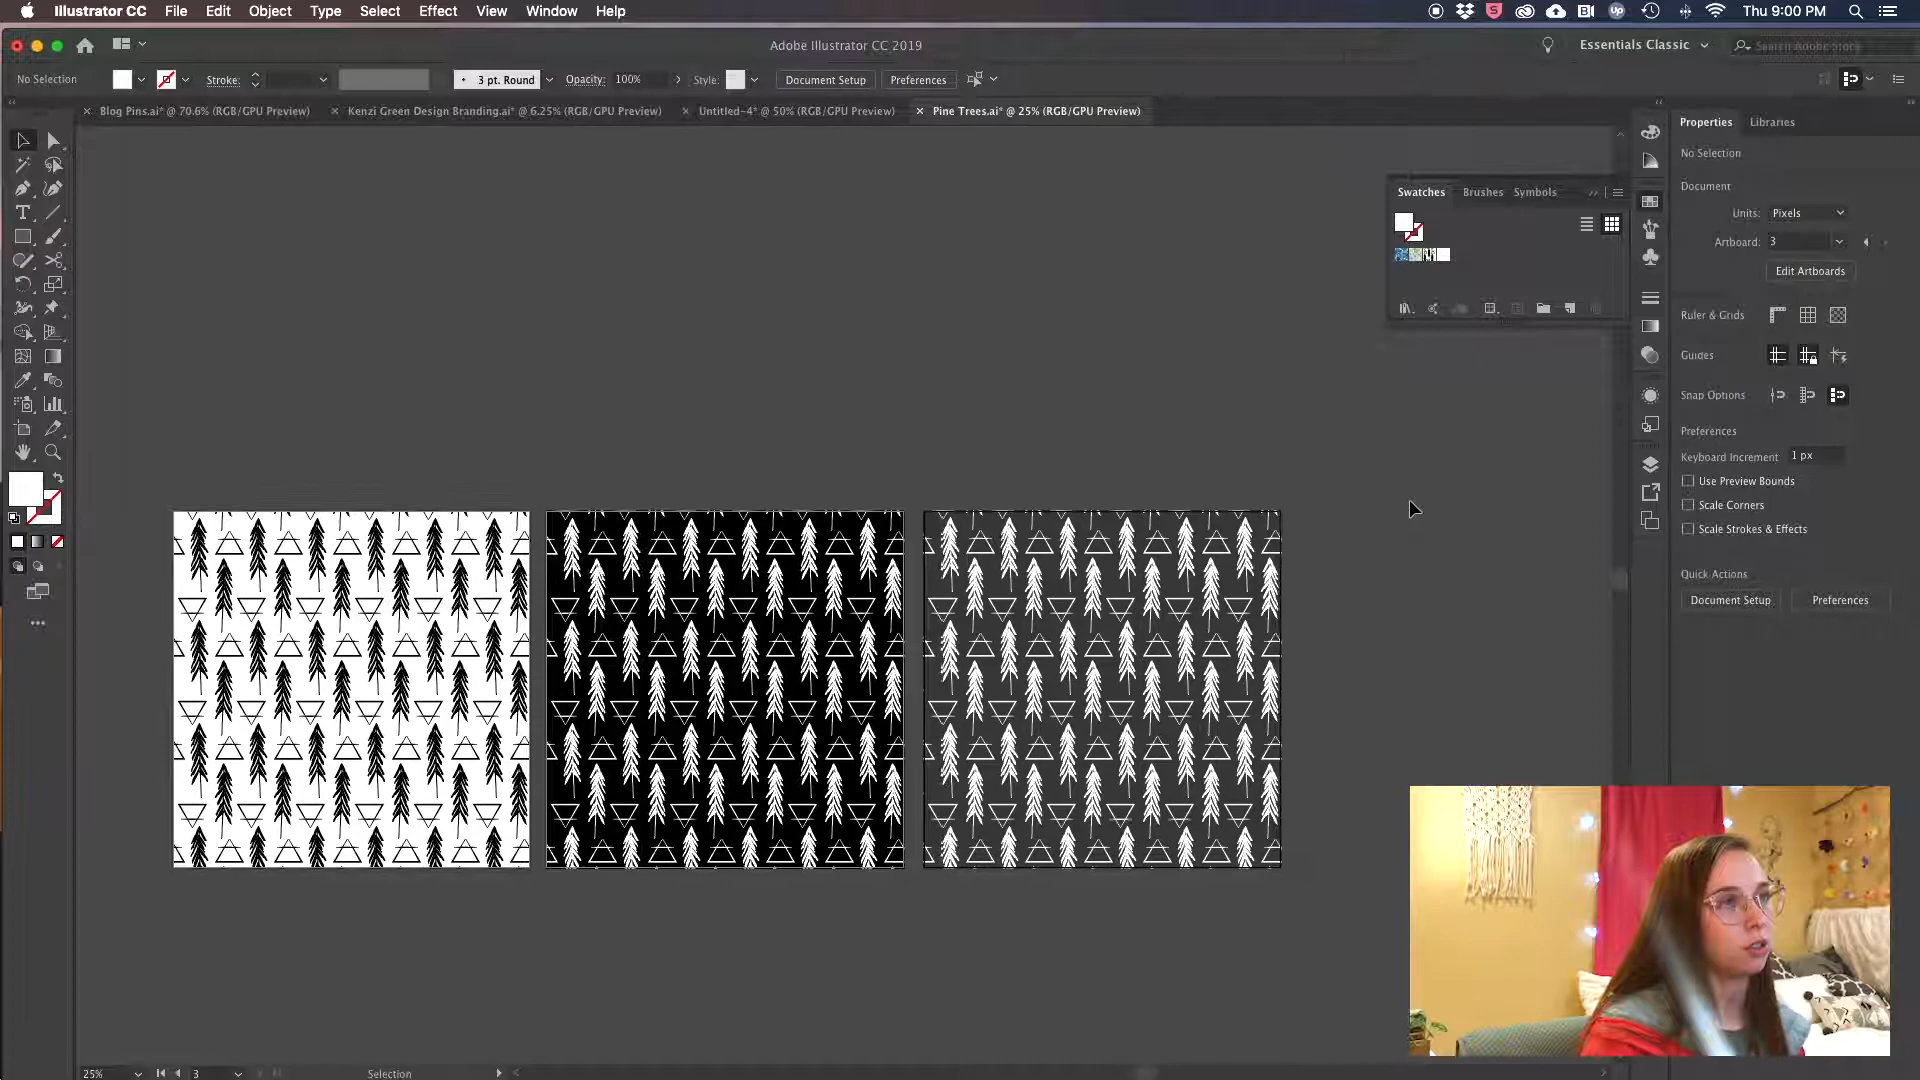 Illustrator CC File Edit Object Type Select Effect View Window Help
Thu 9:00 PM
Adobe Illustrator CC 2019
Essentials Classic
Search Adobe Stock
No Selection
Stroke:
3 pt. Round
Opacity: 100%
Style:
Document Setup
Preferences
Blog Pins.ai* @ 70.6% (RGB/GPU Preview)
Kenzi Green Design Branding.ai* @ 6.25% (RGB/GPU Preview)
Untitled-4* @ 50% (RGB/GPU Preview)
Pine Trees.ai* @ 25% (RGB/GPU Preview)
Swatches Brushes Symbols
Properties Libraries
No Selection
Document
Units: Pixels
Artboard: 3
Edit Artboards
Ruler & Grids
Guides
Snap Options
Preferences
Keyboard Increment 1 px
Use Preview Bounds
Scale Corners
Scale Strokes & Effects
Quick Actions
Document Setup Preferences
25%
3
Selection